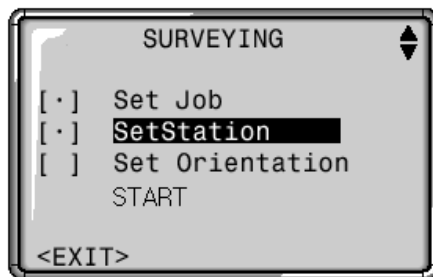 SURVEYING
[·] Set Job
[·] SetStation
[ ] Set Orientation
START
<EXIT>